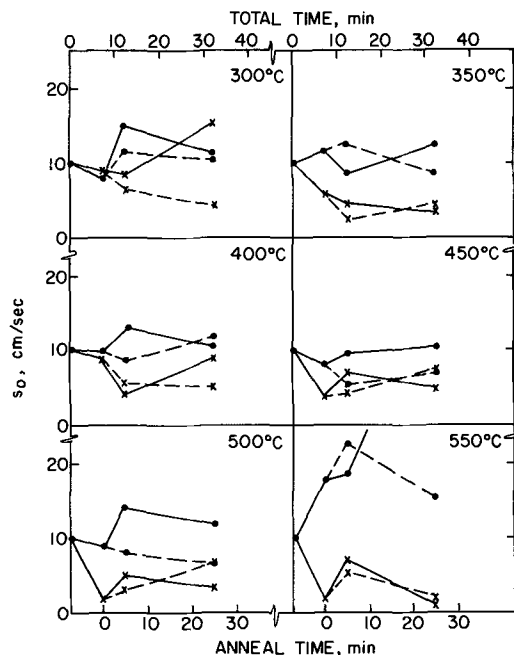 TOTAL TIME, min
0 10 20 30 0 10 20 30 40
300°C 350°C
20
10
0
400°C 450°C
20
10
0
500°C 550°C
20
10
0
s₀, cm/sec
0 10 20 30 0 10 20 30
ANNEAL TIME, min